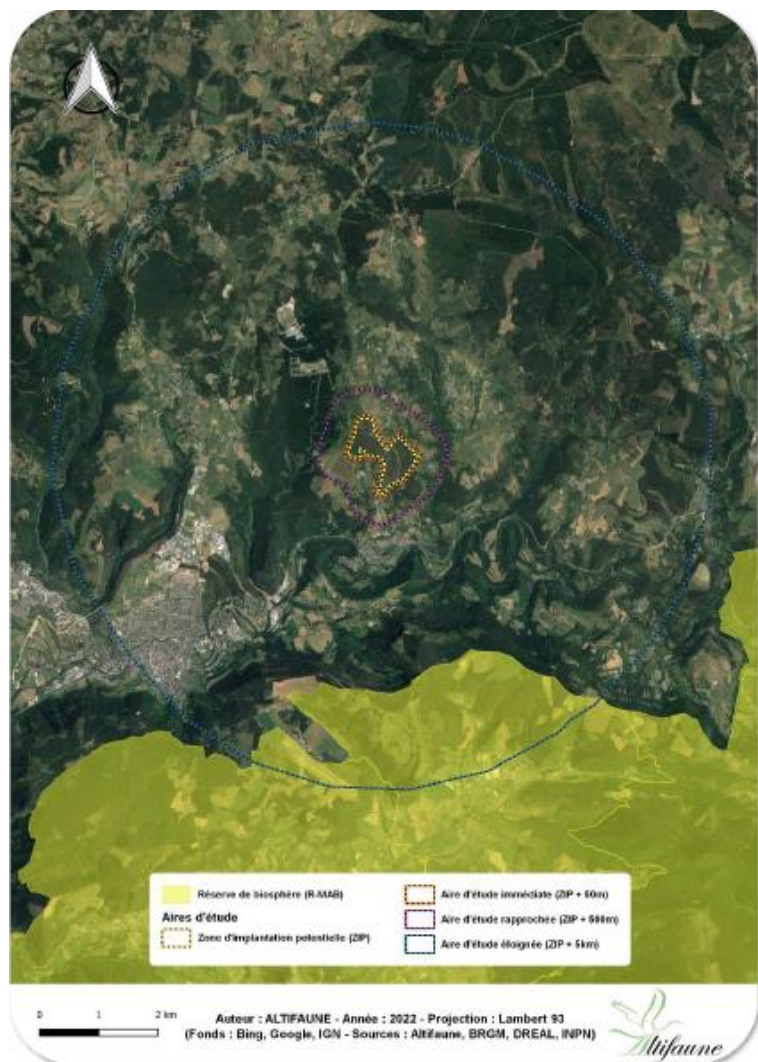 Réserve de biosphère (R-MAB)
Aires d'étude
Zone d'implantation potentielle (ZIP)
Aire d'étude immédiate (ZIP + 50m)
Aire d'étude rapprochée (ZIP + 500m)
Aire d'étude éloignée (ZIP + 5km)
0 1 2 km
Auteur : ALTIFAUNE - Année : 2022 - Projection : Lambert 93
(Fonds : Bing, Google, IGN - Sources : Altifaune, BRGM, DREAL, INPN)
Altifaune